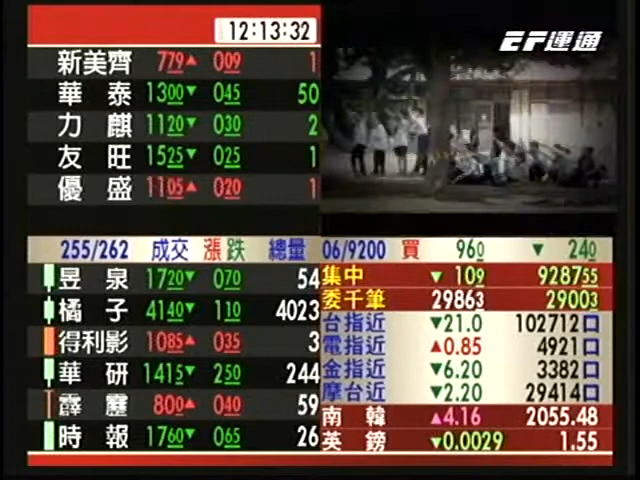 12:13:32
EF運通
新美齊 779▲ 009 1
華泰 1300▼ 045 50
力麒 1120▼ 030 2
友旺 1525▼ 025 1
優盛 1105▲ 020 1
255/262 成交 漲跌 總量
昱泉 1720▼ 070 54
橘子 4140▼ 110 4023
得利影 1085▲ 035 3
華研 1415▼ 250 244
霹靂 800▲ 040 59
時報 1760▼ 065 26
06/9200 買 960 ▼ 240
集中 ▼ 109 928755
委千筆 29863 29003
台指近 ▼21.0 102712口
電指近 ▲0.85 4921口
金指近 ▼6.20 3382口
摩台近 ▼2.20 29414口
南韓 ▲4.16 2055.48
英鎊 ▼0.0029 1.55